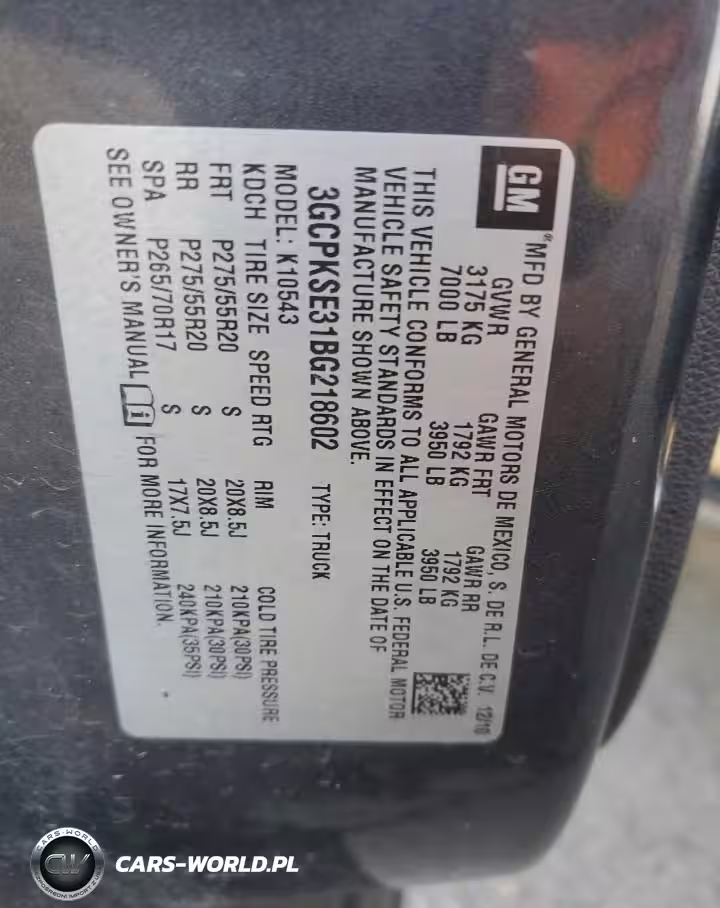 GM
®MFD BY GENERAL MOTORS DE MEXICO, S. DE R.L. DE C.V. 12/10
GVWR GAWR FRT GAWR RR
3175 KG 1792 KG 1792 KG
7000 LB 3950 LB 3950 LB
THIS VEHICLE CONFORMS TO ALL APPLICABLE U.S. FEDERAL MOTOR
VEHICLE SAFETY STANDARDS IN EFFECT ON THE DATE OF
MANUFACTURE SHOWN ABOVE.
3GCPKSE31BG218602 TYPE: TRUCK
MODEL: K10543
KDCH TIRE SIZE SPEED RTG RIM COLD TIRE PRESSURE
FRT P275/55R20 S 20X8.5J 210KPA(30PSI)
RR P275/55R20 S 20X8.5J 210KPA(30PSI)
SPA P265/70R17 S 17X7.5J 240KPA(35PSI)
SEE OWNER'S MANUAL i FOR MORE INFORMATION.
CARS-WORLD
CW
CARS-WORLD.PL